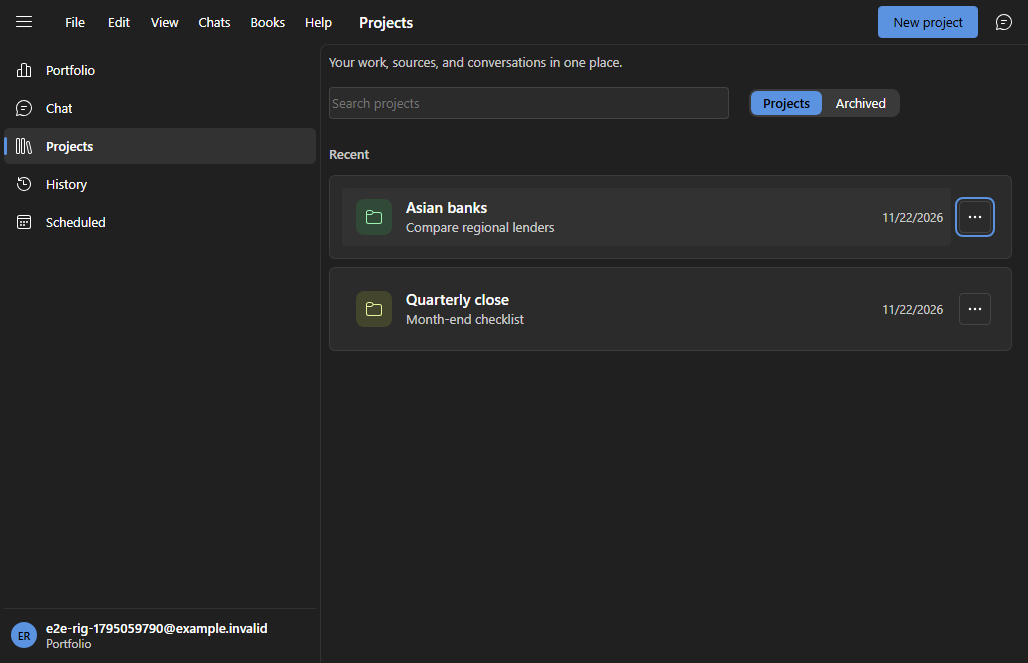 File Edit View Chats Books Help Projects New project
Portfolio
Chat
Projects
History
Scheduled
Your work, sources, and conversations in one place.
Search projects
Projects Archived
Recent
Asian banks
Compare regional lenders
11/22/2026
Quarterly close
Month-end checklist
11/22/2026
ER
e2e-rig-1795059790@example.invalid
Portfolio